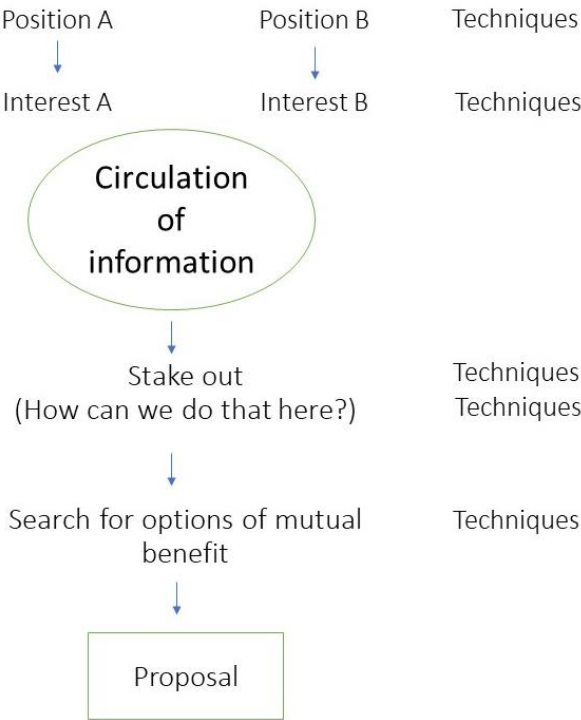 Position A Position B Techniques
Interest A Interest B Techniques
Circulation
of
information
Stake out Techniques
(How can we do that here?) Techniques
Search for options of mutual Techniques
benefit
Proposal